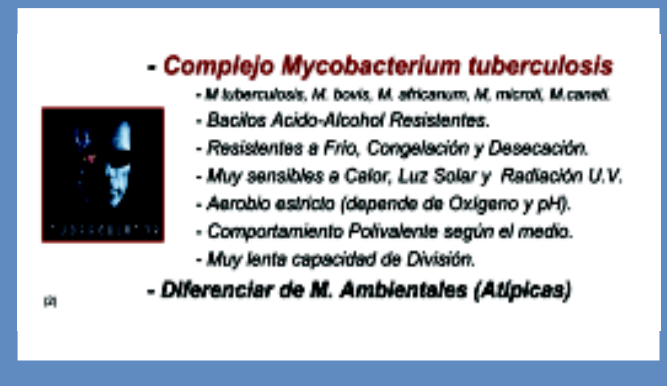 - Complejo Mycobacterium tuberculosis
- M tuberculosis, M. bovis, M. africanum, M, microti, M.caneti.
- Bacilos Acido-Alcohol Resistentes.
- Resistentes a Frio, Congelación y Desecación.
- Muy sensibles a Calor, Luz Solar y Radiación U.V.
- Aerobio estricto (depende de Oxígeno y pH).
- Comportamiento Polivalente según el medio.
- Muy lenta capacidad de División.
- Diferenciar de M. Ambientales (Atípicas)